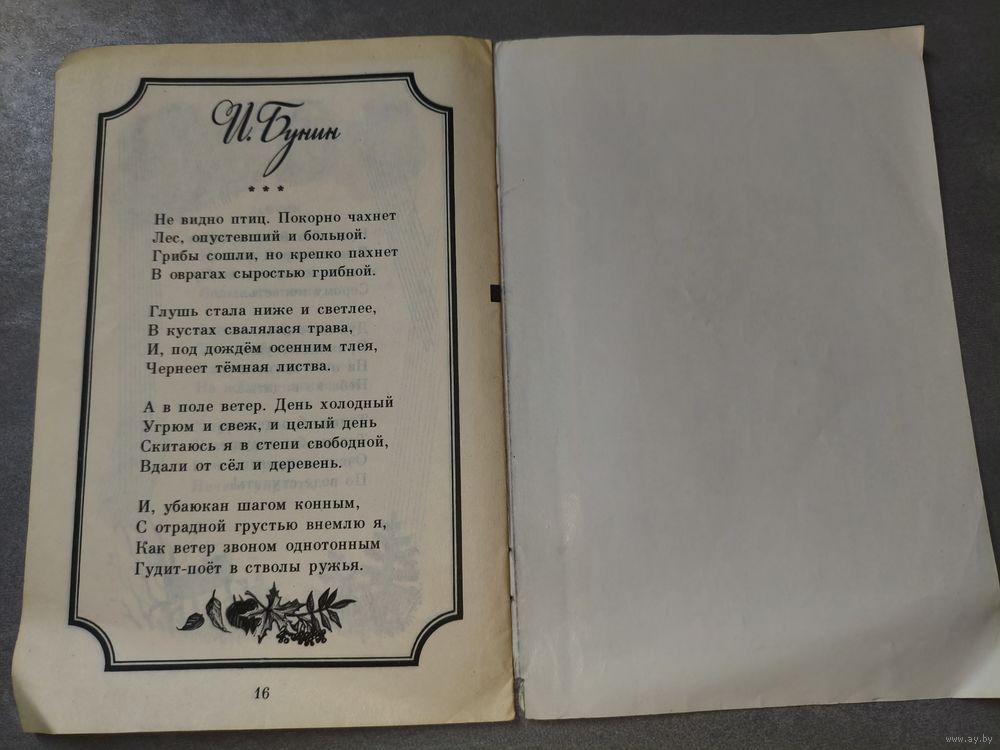 И. Бунин
* * *
Не видно птиц. Покорно чахнет
Лес, опустевший и больной.
Грибы сошли, но крепко пахнет
В оврагах сыростью грибной.
Глушь стала ниже и светлее,
В кустах свалялася трава,
И, под дождём осенним тлея,
Чернеет тёмная листва.
А в поле ветер. День холодный
Угрюм и свеж, и целый день
Скитаюсь я в степи свободной,
Вдали от сёл и деревень.
И, убаюкан шагом конным,
С отрадной грустью внемлю я,
Как ветер звоном однотонным
Гудит-поёт в стволы ружья.
16
www.ay.by